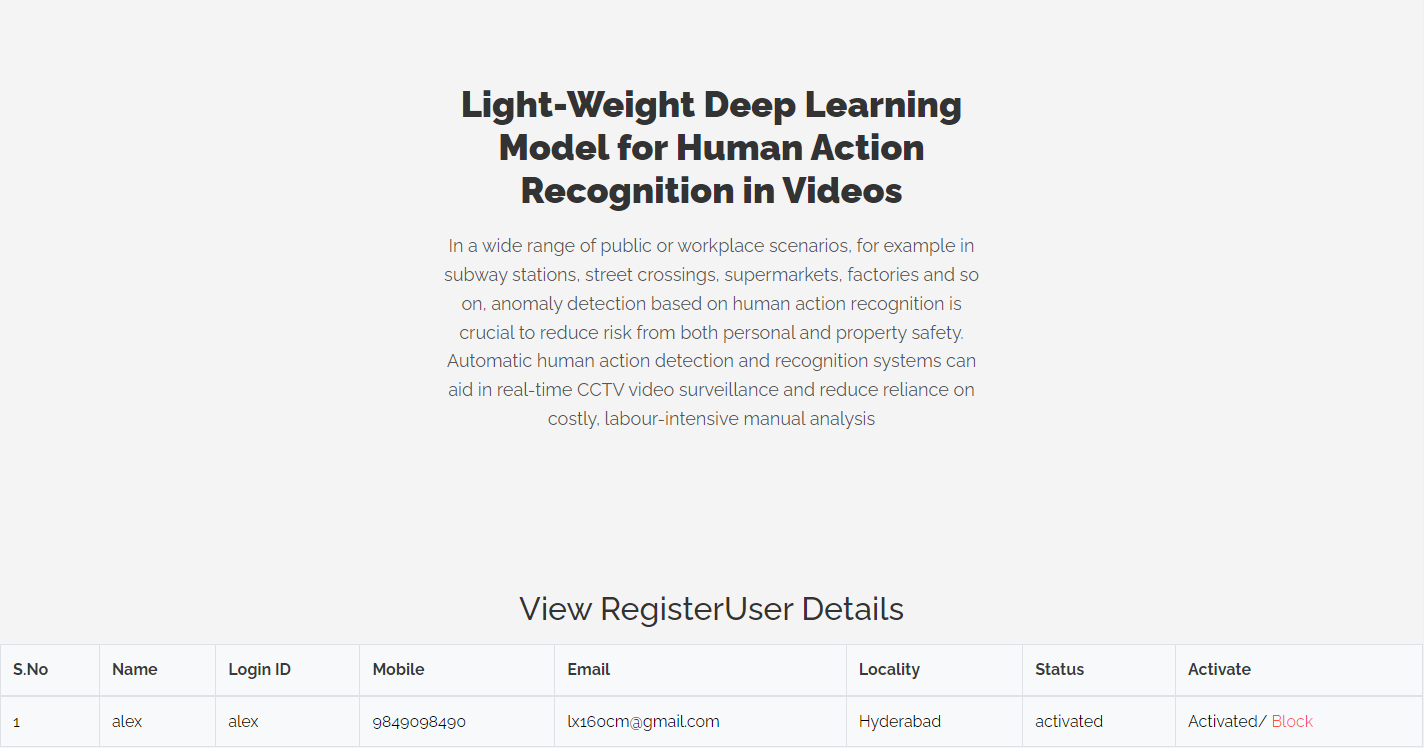 Light-Weight Deep Learning
Model for Human Action
Recognition in Videos
In a wide range of public or workplace scenarios, for example in
subway stations, street crossings, supermarkets, factories and so
on, anomaly detection based on human action recognition is
crucial to reduce risk from both personal and property safety.
Automatic human action detection and recognition systems can
aid in real-time CCTV video surveillance and reduce reliance on
costly, labour-intensive manual analysis
View RegisterUser Details
S.No Name Login ID Mobile Email Locality Status Activate
1 alex alex 9849098490 lx160cm@gmail.com Hyderabad activated Activated/ Block